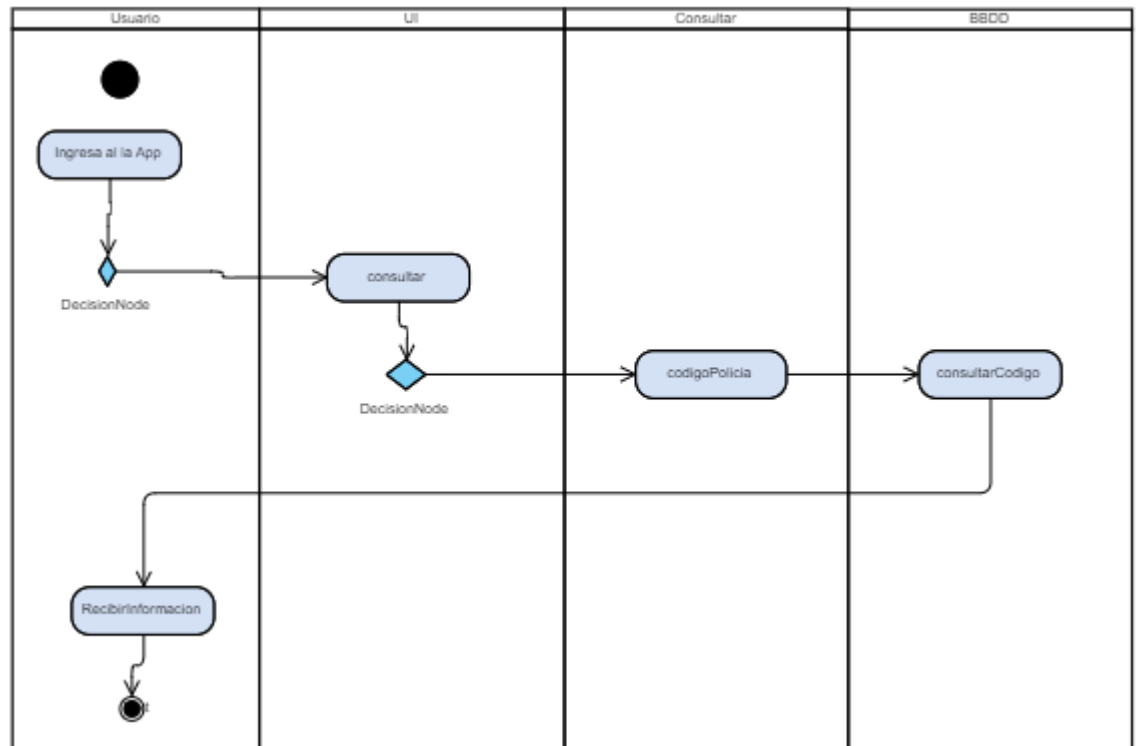 Usuario
UI
Consultar
BBDD
Ingresa al la App
DecisionNode
consultar
DecisionNode
codigoPolicia
consultarCodigo
RecibirInformacion